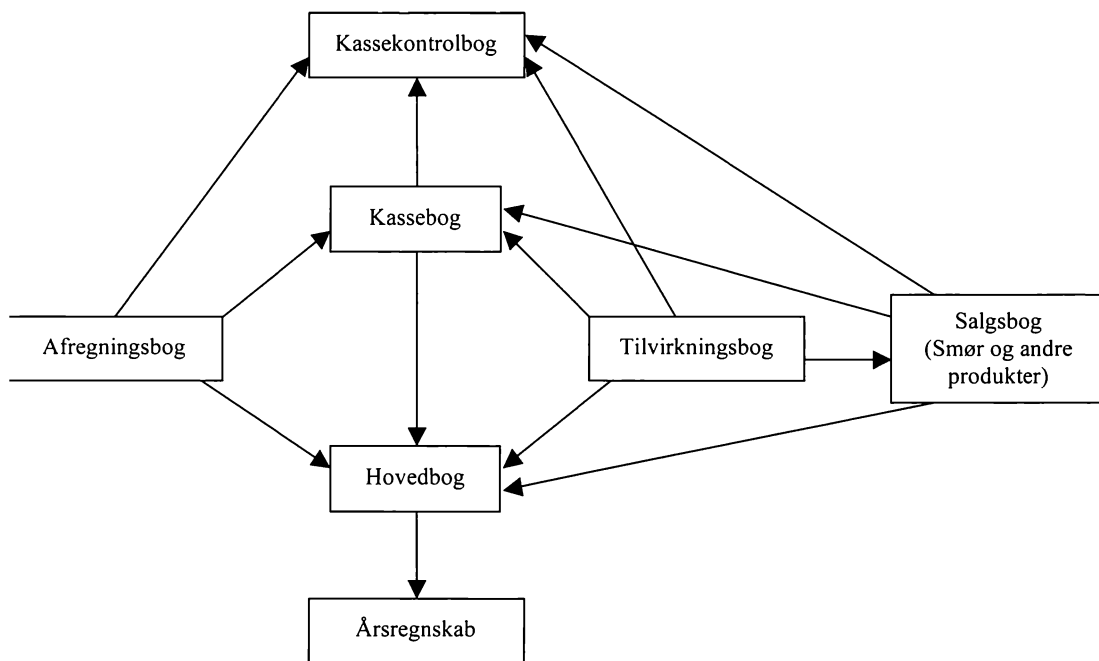 Kassekontrolbog
Kassebog
Afregningsbog
Tilvirkningsbog
Salgsbog
(Smør og andre
produkter)
Hovedbog
Årsregnskab